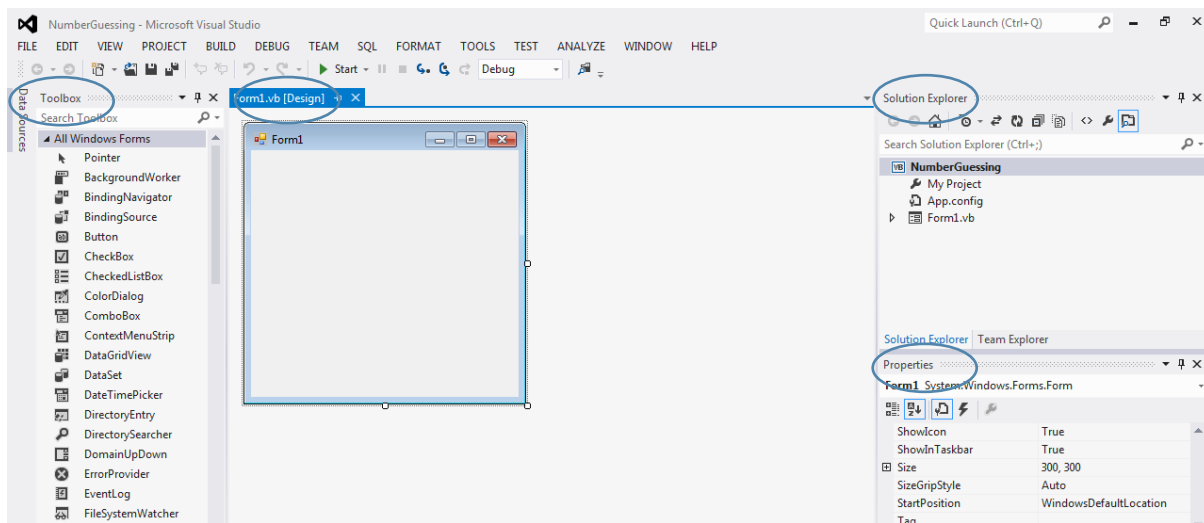 NumberGuessing - Microsoft Visual Studio
Quick Launch (Ctrl+Q)
FILE EDIT VIEW PROJECT BUILD DEBUG TEAM SQL FORMAT TOOLS TEST ANALYZE WINDOW HELP
Start
Debug
Data Sources
Toolbox
Search Toolbox
All Windows Forms
Pointer
BackgroundWorker
BindingNavigator
BindingSource
Button
CheckBox
CheckedListBox
ColorDialog
ComboBox
ContextMenuStrip
DataGridView
DataSet
DateTimePicker
DirectoryEntry
DirectorySearcher
DomainUpDown
ErrorProvider
EventLog
FileSystemWatcher
Form1.vb [Design]
Form1
Solution Explorer
Search Solution Explorer (Ctrl+;)
VB NumberGuessing
My Project
App.config
Form1.vb
Solution Explorer Team Explorer
Properties
Form1 System.Windows.Forms.Form
ShowIcon True
ShowInTaskbar True
Size 300, 300
SizeGripStyle Auto
StartPosition WindowsDefaultLocation
Tag